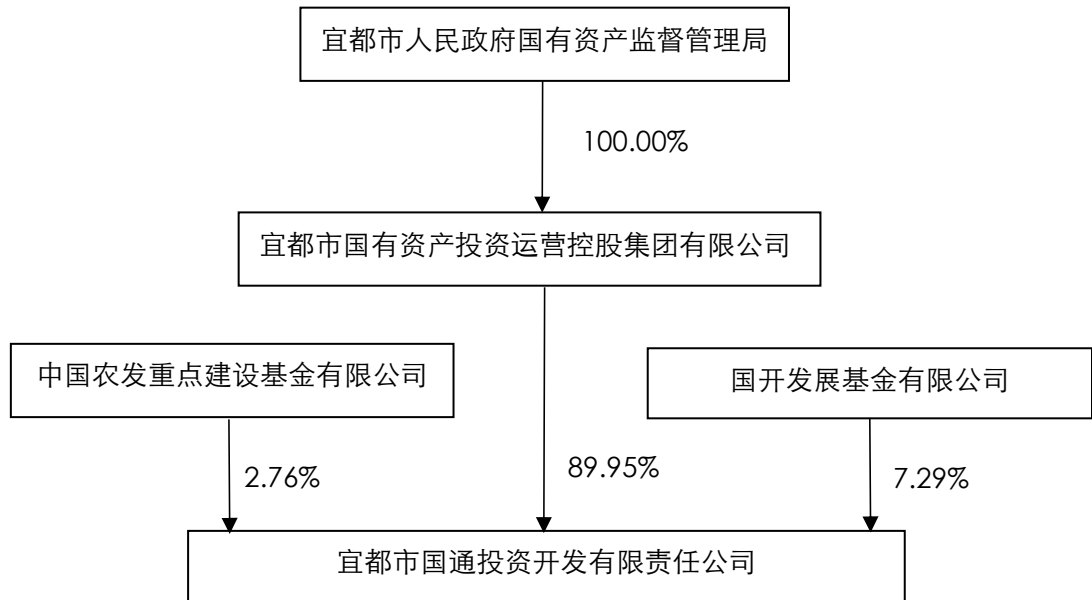 宜都市人民政府国有资产监督管理局
100.00%
宜都市国有资产投资运营控股集团有限公司
中国农发重点建设基金有限公司
国开发展基金有限公司
2.76%
89.95%
7.29%
宜都市国通投资开发有限责任公司